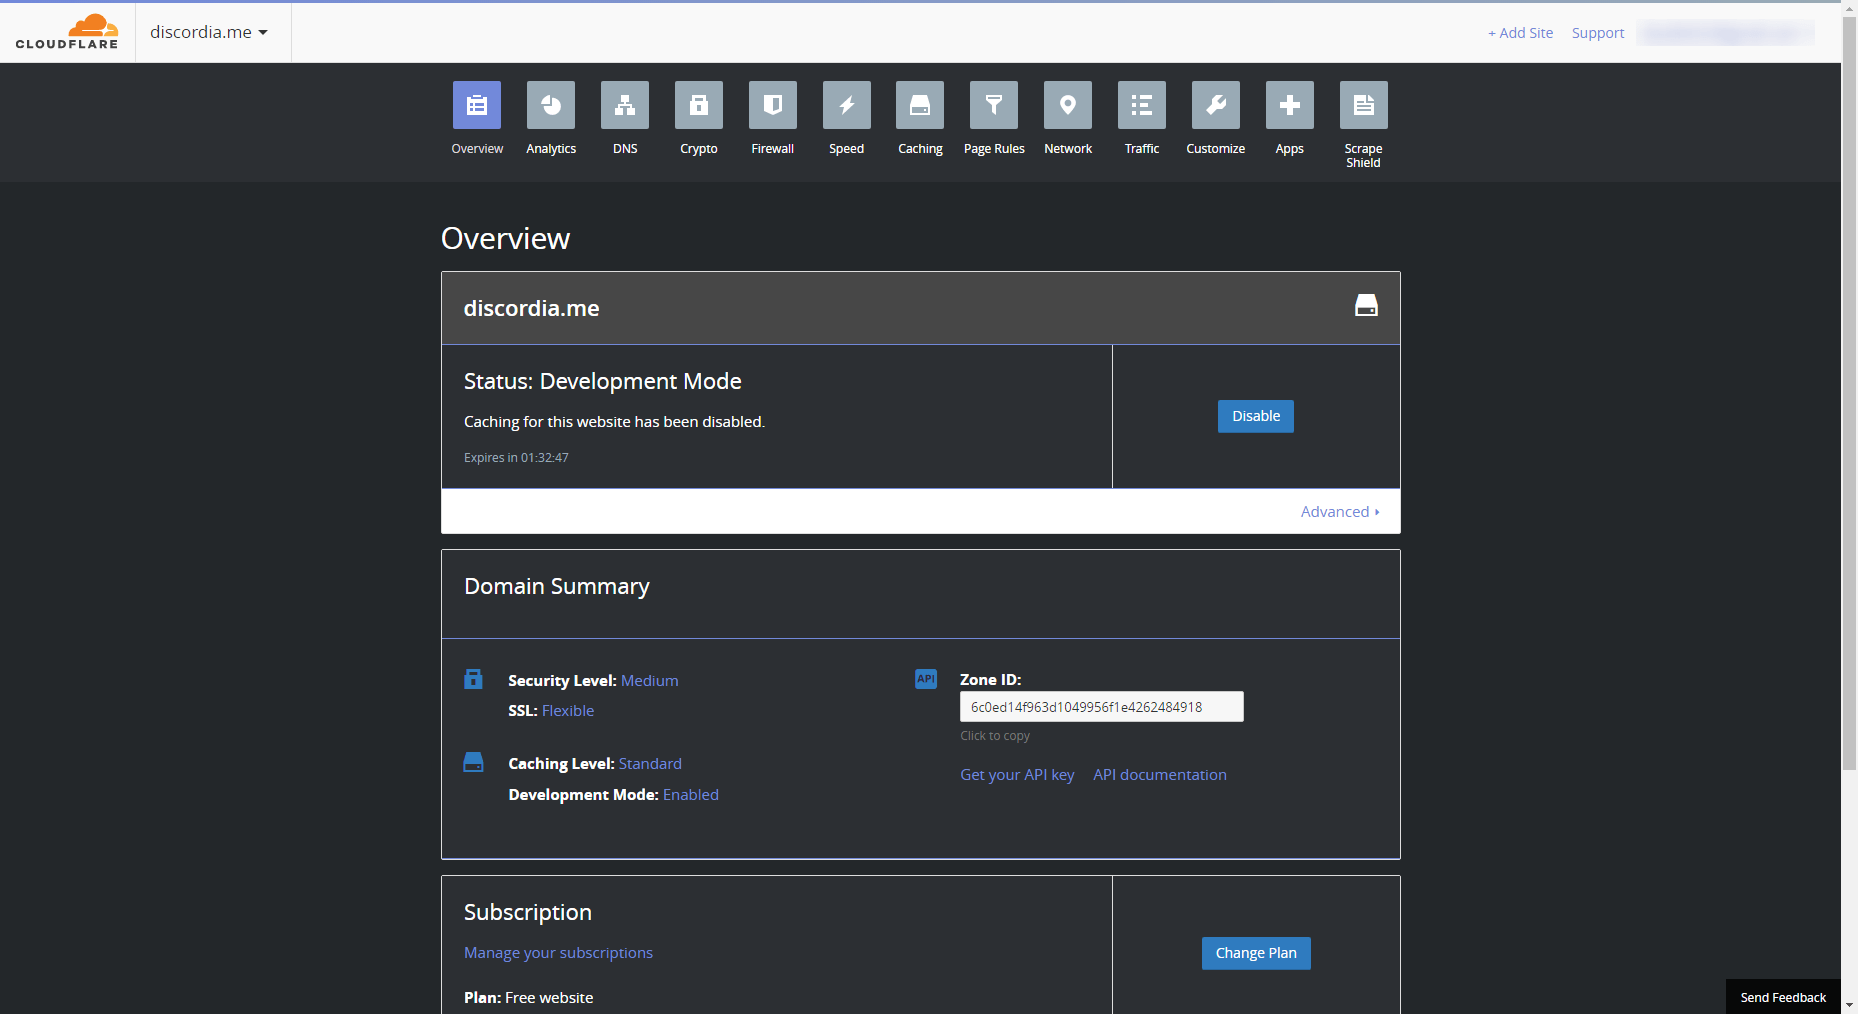 CLOUDFLARE
discordia.me
+ Add Site
Support
Overview
Analytics
DNS
Crypto
Firewall
Speed
Caching
Page Rules
Network
Traffic
Customize
Apps
Scrape
Shield
Overview
discordia.me
Status: Development Mode
Caching for this website has been disabled.
Expires in 01:32:47
Disable
Advanced
Domain Summary
Security Level: Medium
SSL: Flexible
Caching Level: Standard
Development Mode: Enabled
API
Zone ID:
6c0ed14f963d1049956f1e4262484918
Click to copy
Get your API key
API documentation
Subscription
Manage your subscriptions
Plan: Free website
Change Plan
Send Feedback